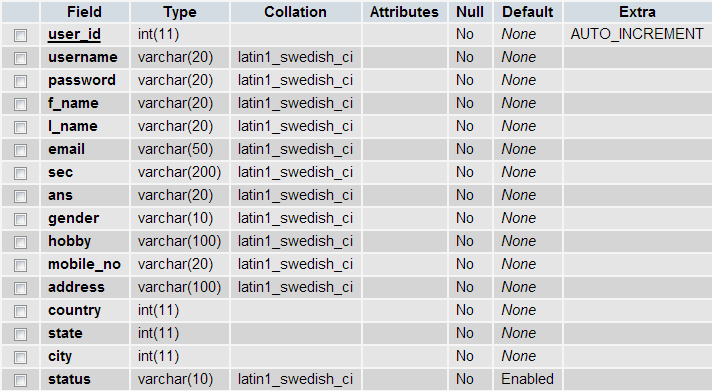 Field Type Collation Attributes Null Default Extra
user_id int(11) No None AUTO_INCREMENT
username varchar(20) latin1_swedish_ci No None
password varchar(20) latin1_swedish_ci No None
f_name varchar(20) latin1_swedish_ci No None
l_name varchar(20) latin1_swedish_ci No None
email varchar(50) latin1_swedish_ci No None
sec varchar(200) latin1_swedish_ci No None
ans varchar(20) latin1_swedish_ci No None
gender varchar(10) latin1_swedish_ci No None
hobby varchar(100) latin1_swedish_ci No None
mobile_no varchar(20) latin1_swedish_ci No None
address varchar(100) latin1_swedish_ci No None
country int(11) No None
state int(11) No None
city int(11) No None
status varchar(10) latin1_swedish_ci No Enabled